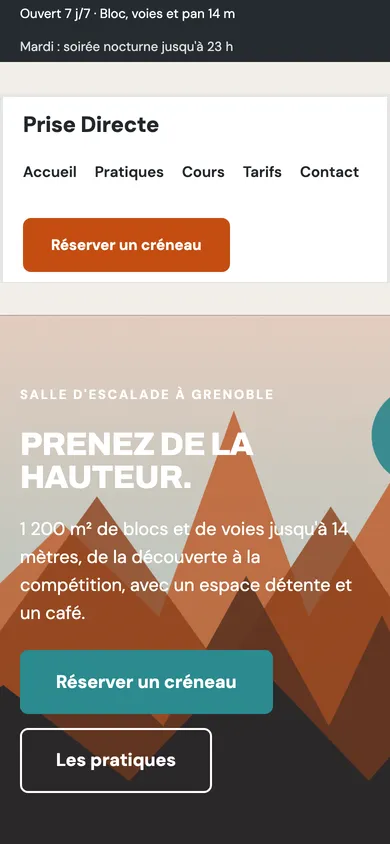 Ouvert 7 j/7 · Bloc, voies et pan 14 m
Mardi : soirée nocturne jusqu'à 23 h
Prise Directe
Accueil Pratiques Cours Tarifs Contact
Réserver un créneau
SALLE D'ESCALADE À GRENOBLE
PRENEZ DE LA
HAUTEUR.
1 200 m² de blocs et de voies jusqu'à 14
mètres, de la découverte à la
compétition, avec un espace détente et
un café.
Réserver un créneau
Les pratiques